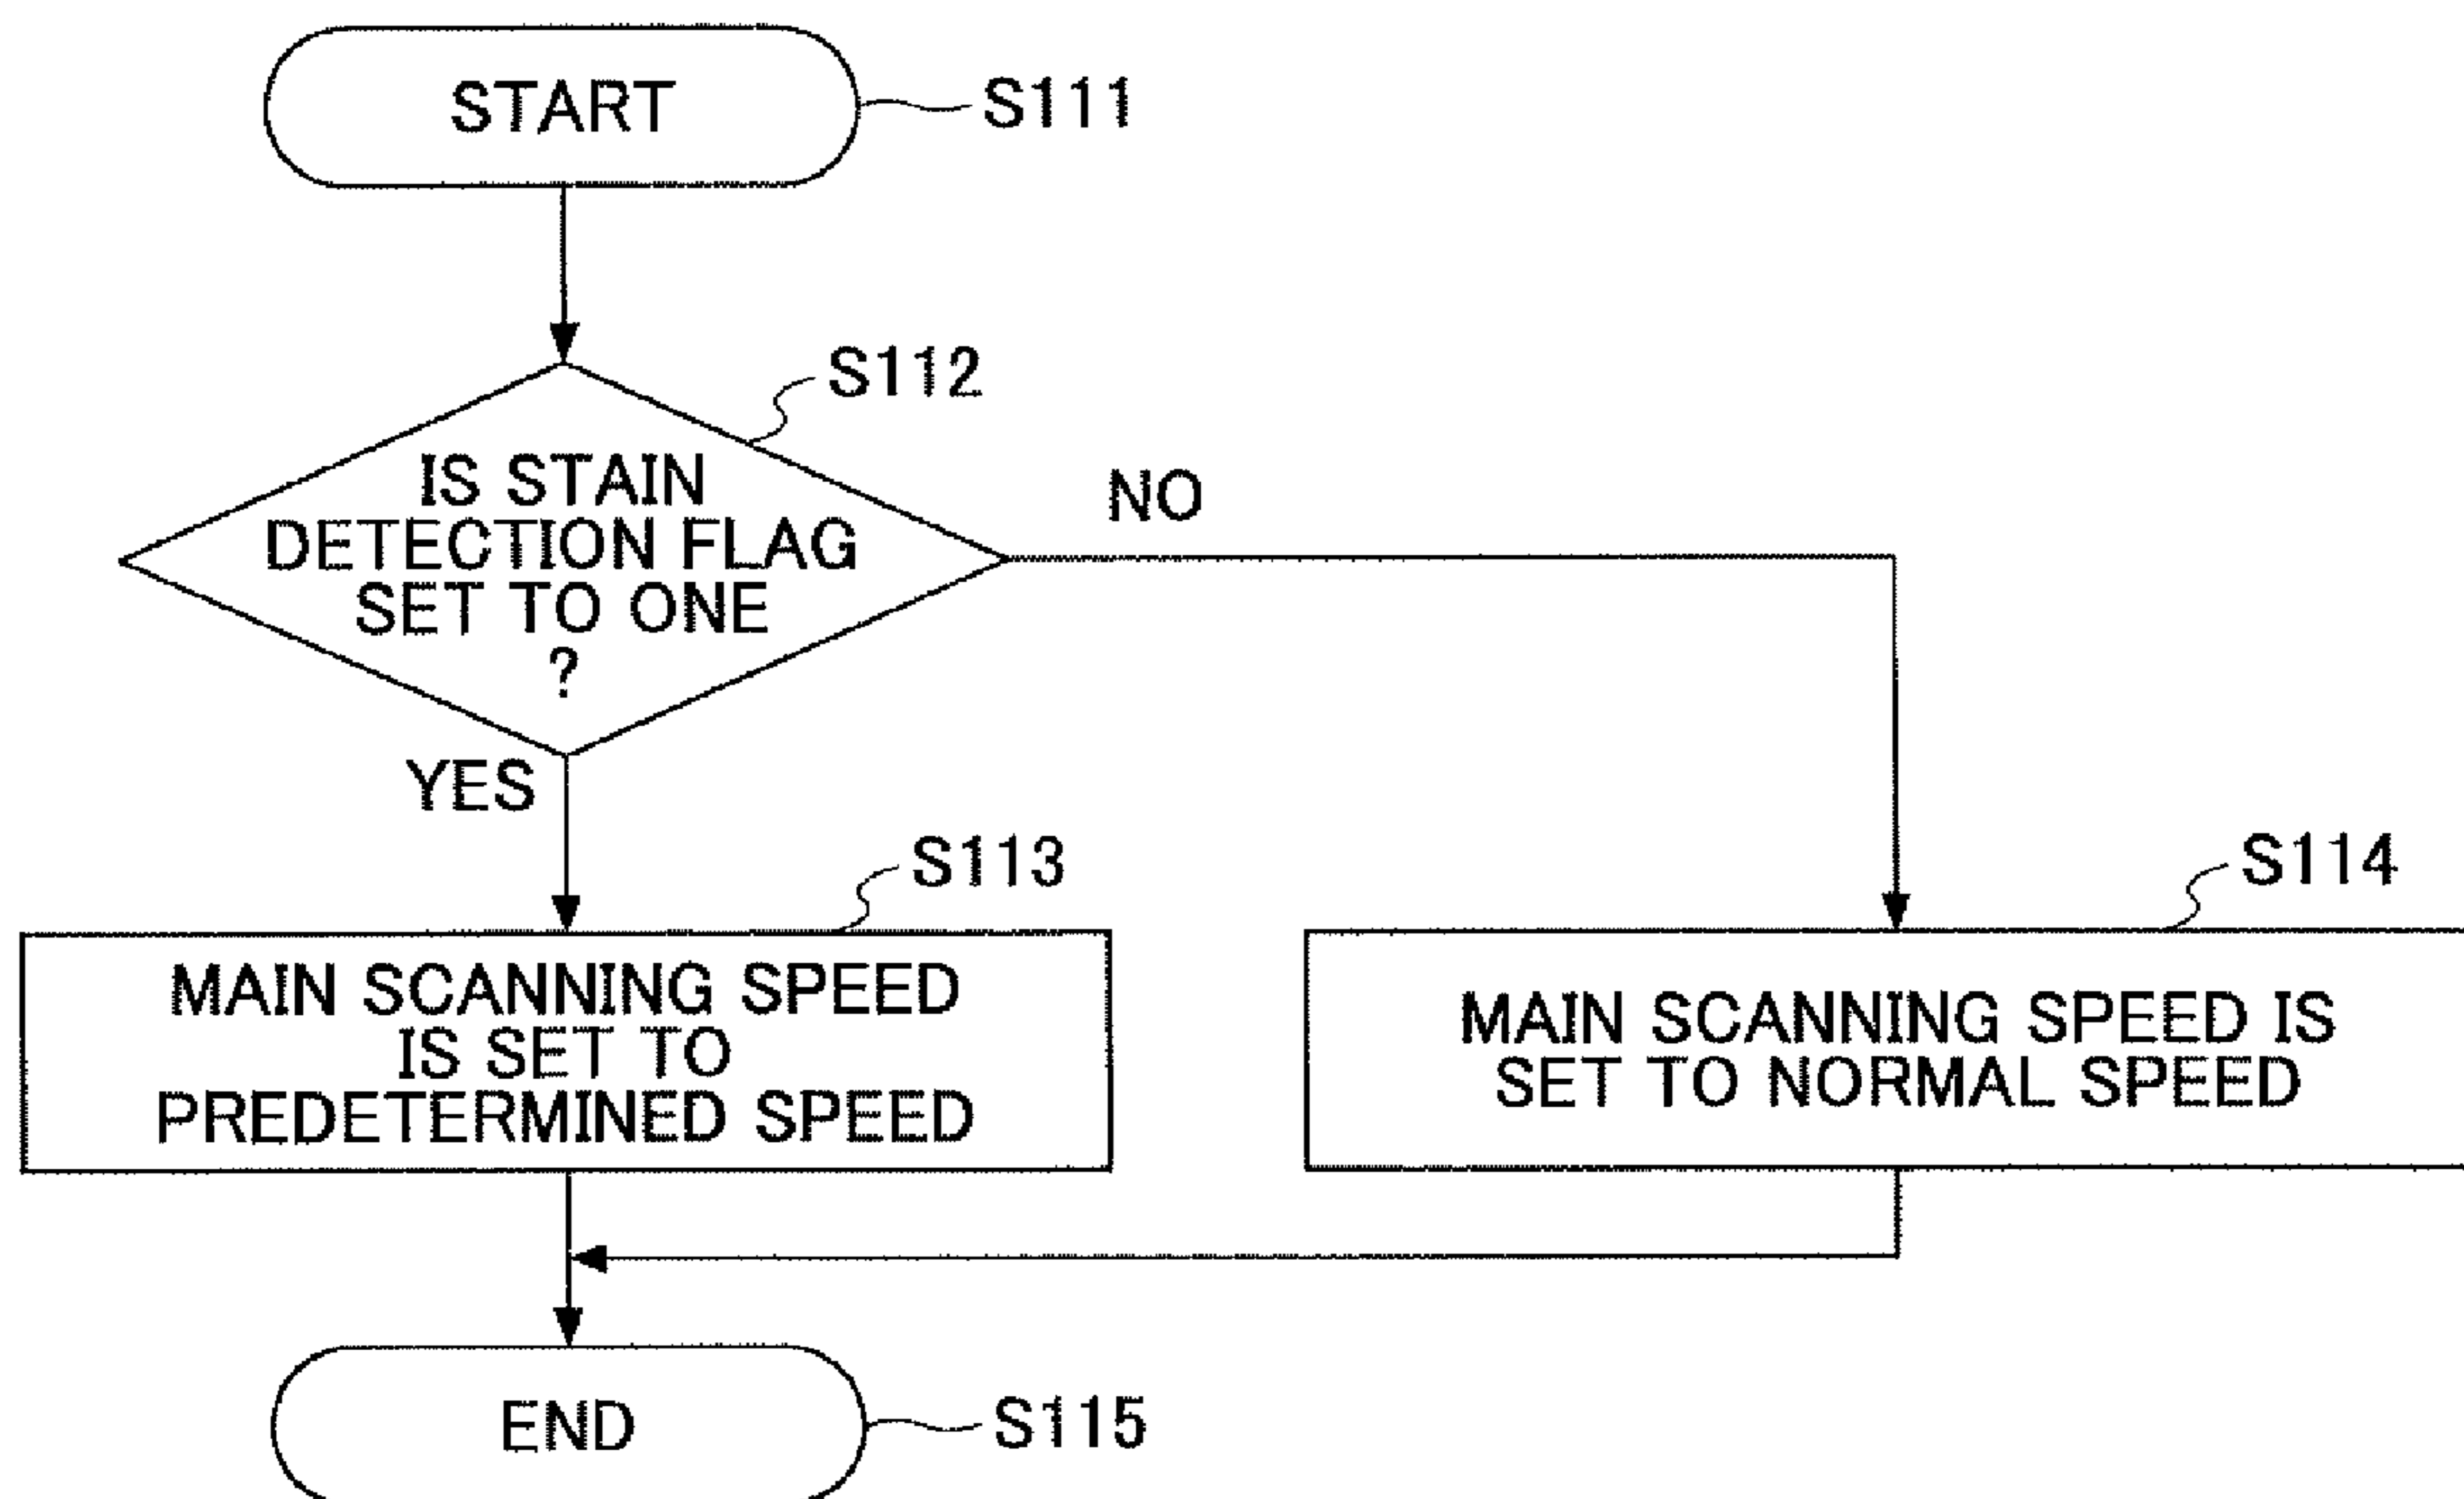 START
S111
S112
IS STAIN
DETECTION FLAG
SET TO ONE
?
NO
YES
S113
MAIN SCANNING SPEED
IS SET TO
PREDETERMINED SPEED
S114
MAIN SCANNING SPEED IS
SET TO NORMAL SPEED
END
S115